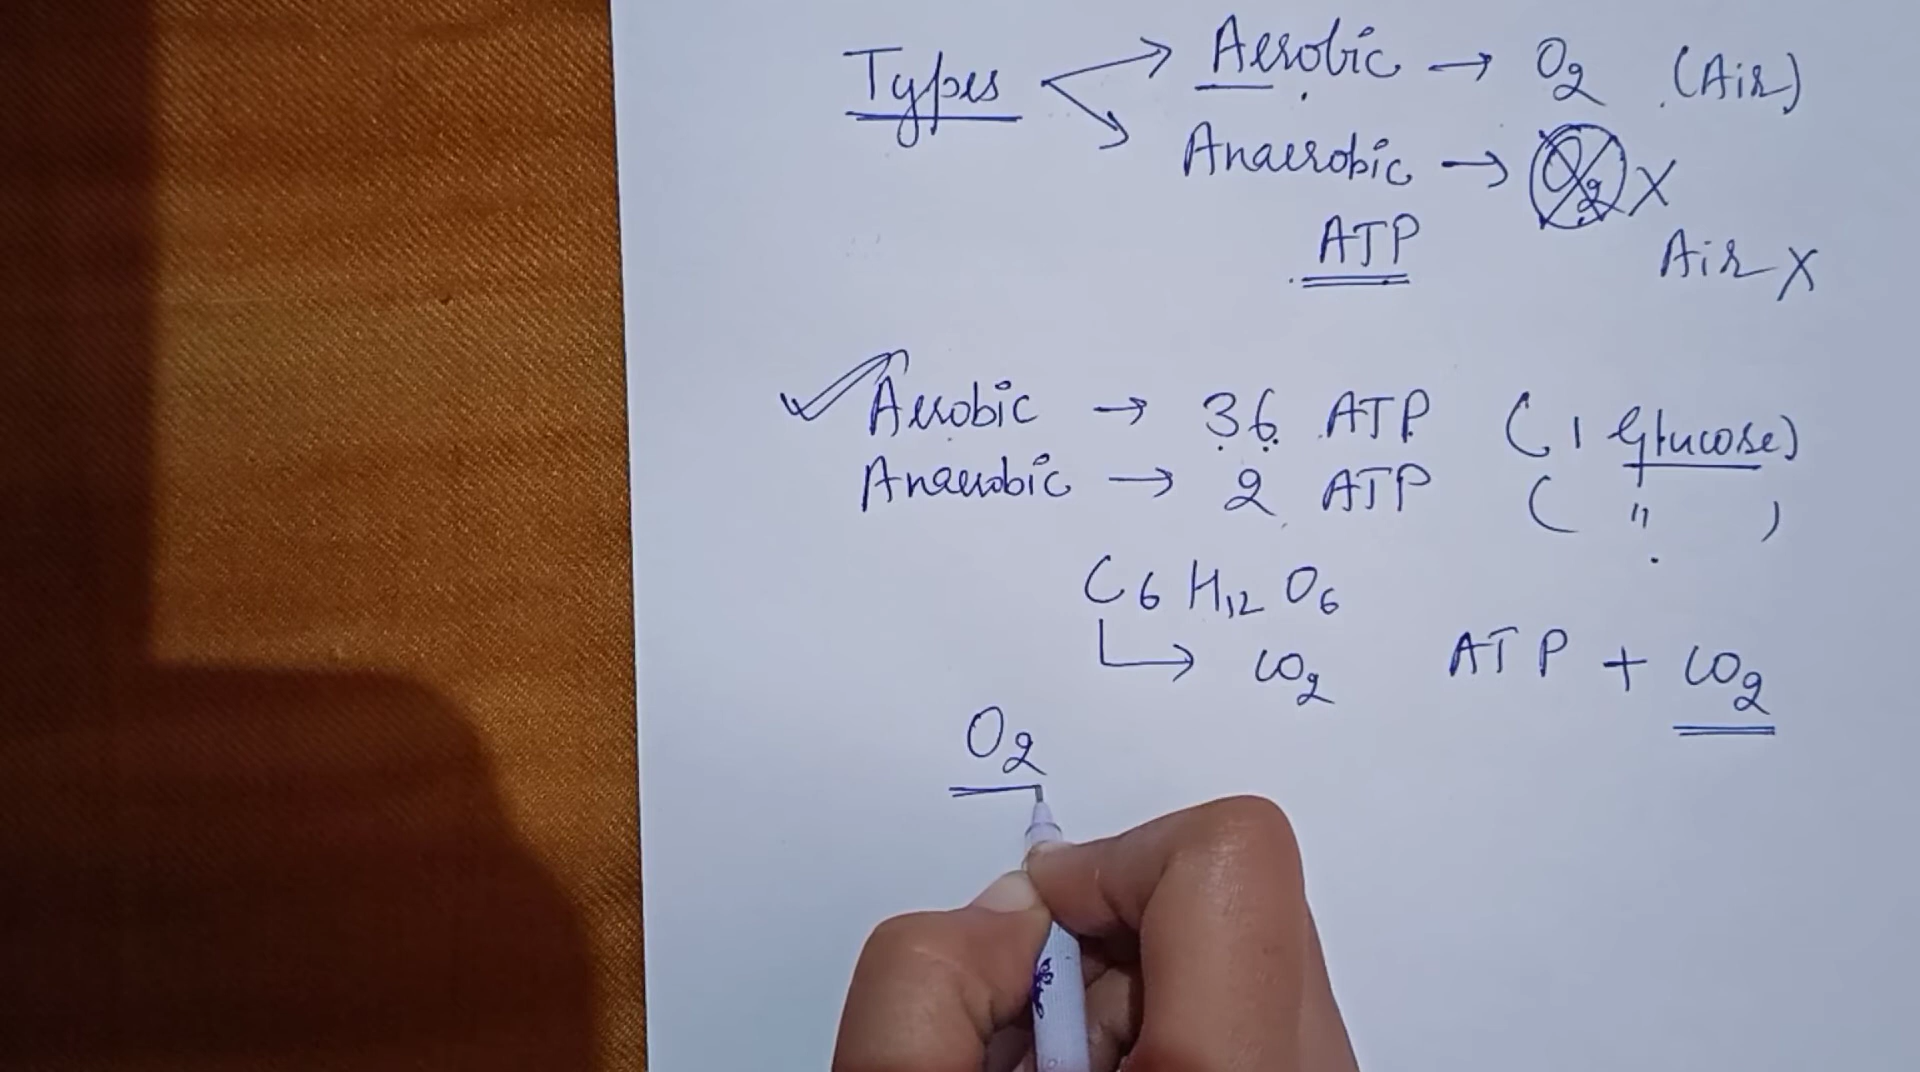 Types → Aerobic → O2 (Air)
→ Anaerobic → O2 X
Air X
ATP
✓ Aerobic → 36 ATP (1 Glucose)
Anaerobic → 2 ATP ( " )
C6 H12 O6
→ CO2 ATP + CO2
O2